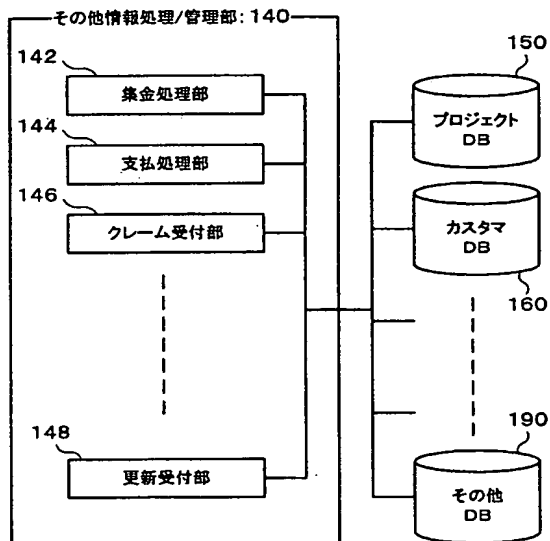 その他情報処理/管理部: 140
142
集金処理部
144
支払処理部
146
クレーム受付部
148
更新受付部
150
プロジェクト
DB
カスタマ
DB
160
190
その他
DB